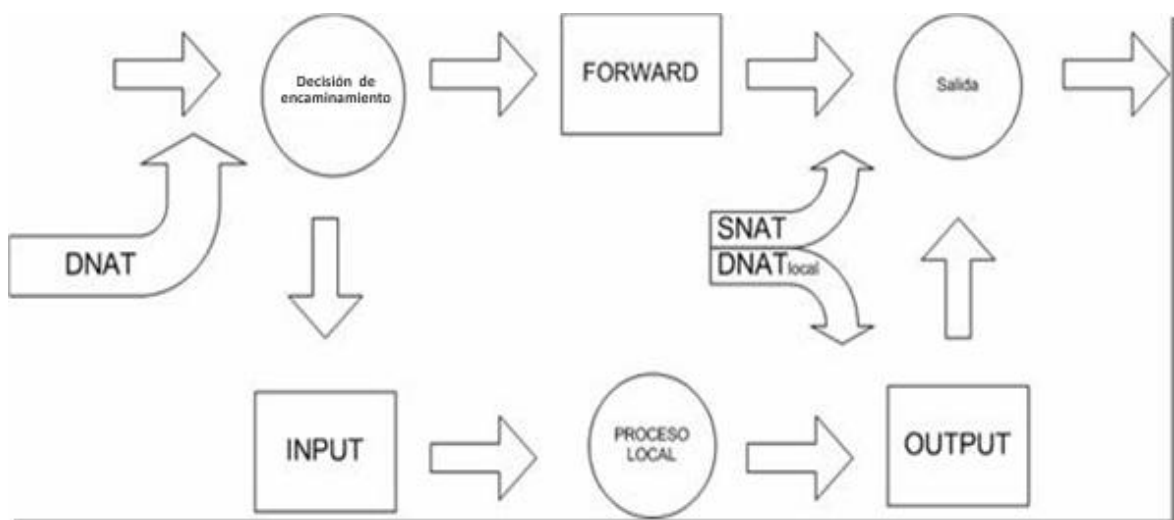 Decisión de
encaminamiento
FORWARD
Salida
DNAT
SNAT
DNATlocal
INPUT
PROCESO
LOCAL
OUTPUT